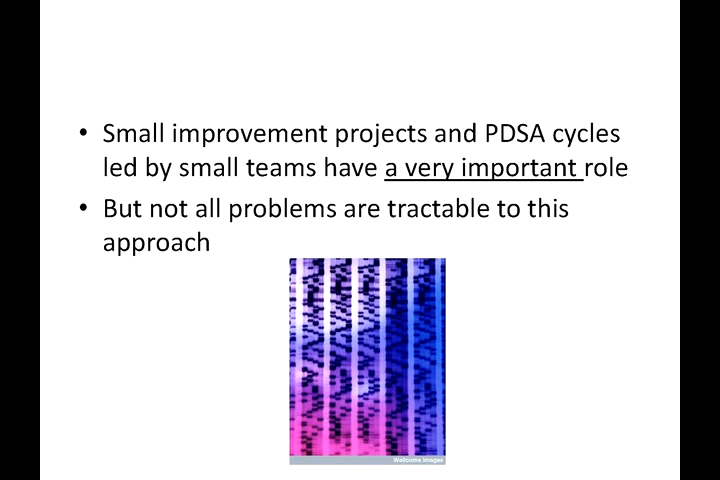 • Small improvement projects and PDSA cycles
led by small teams have a very important role
• But not all problems are tractable to this
approach
Wellcome Images